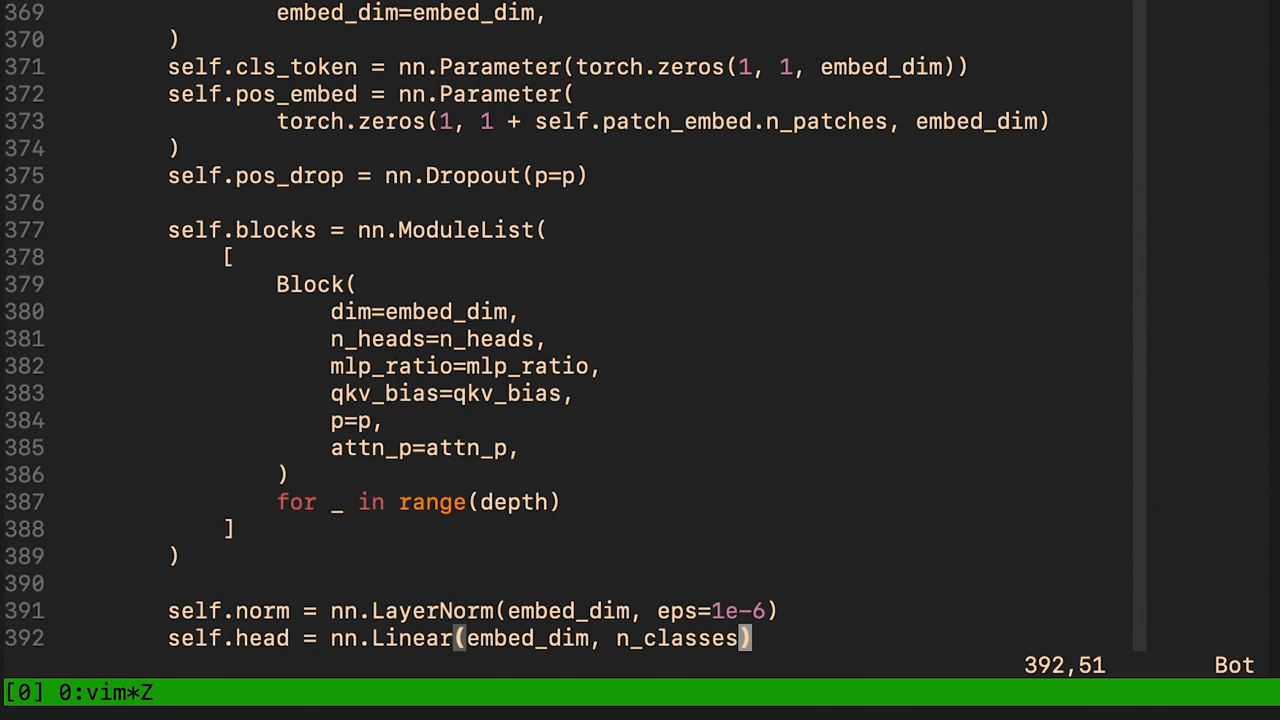 369                 embed_dim=embed_dim,
370         )
371         self.cls_token = nn.Parameter(torch.zeros(1, 1, embed_dim))
372         self.pos_embed = nn.Parameter(
373                 torch.zeros(1, 1 + self.patch_embed.n_patches, embed_dim)
374         )
375         self.pos_drop = nn.Dropout(p=p)
376
377         self.blocks = nn.ModuleList(
378             [
379                 Block(
380                     dim=embed_dim,
381                     n_heads=n_heads,
382                     mlp_ratio=mlp_ratio,
383                     qkv_bias=qkv_bias,
384                     p=p,
385                     attn_p=attn_p,
386                 )
387                 for _ in range(depth)
388             ]
389         )
390
391         self.norm = nn.LayerNorm(embed_dim, eps=1e-6)
392         self.head = nn.Linear(embed_dim, n_classes)
392,51        Bot
[0] 0:vim*Z